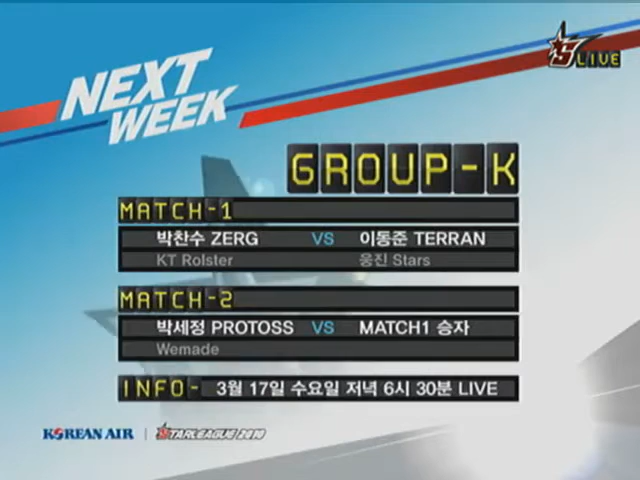 LIVE
NEXT
WEEK
GROUP-K
MATCH-1
박찬수 ZERG VS 이동준 TERRAN
KT Rolster 웅진 Stars
MATCH-2
박세정 PROTOSS VS MATCH1 승자
Wemade
INFO- 3월 17일 수요일 저녁 6시 30분 LIVE
KOREAN AIR STARLEAGUE 2010